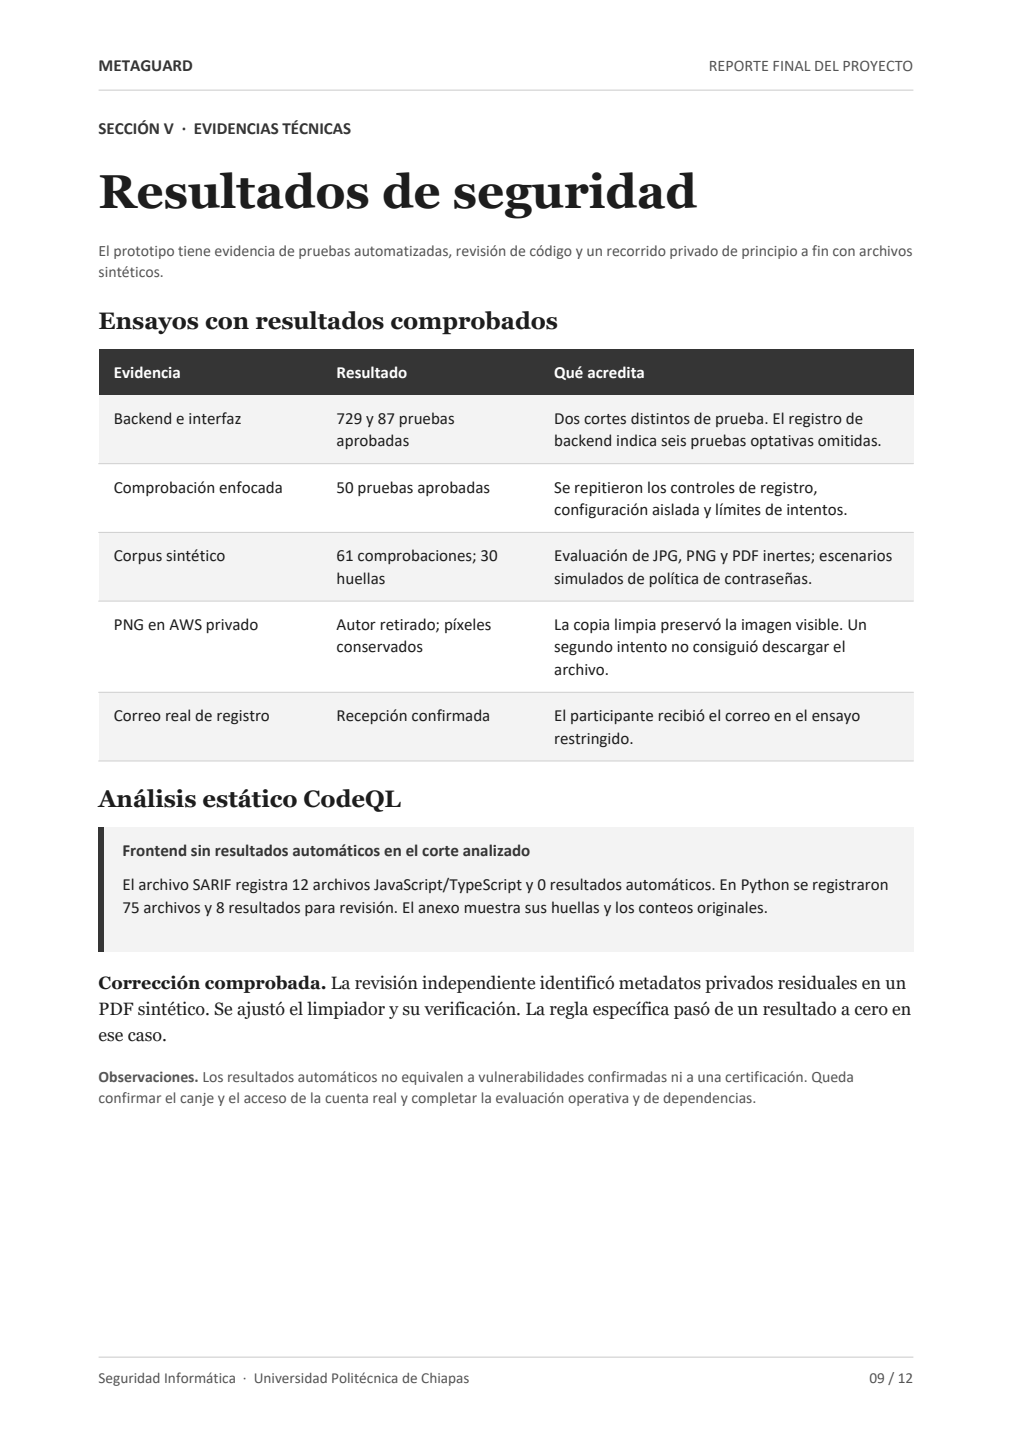 METAGUARD
REPORTE FINAL DEL PROYECTO
SECCIÓN V · EVIDENCIAS TÉCNICAS
Resultados de seguridad
El prototipo tiene evidencia de pruebas automatizadas, revisión de código y un recorrido privado de principio a fin con archivos
sintéticos.
Ensayos con resultados comprobados
Evidencia
Resultado
Qué acredita
Backend e interfaz
729 y 87 pruebas
aprobadas
Dos cortes distintos de prueba. El registro de
backend indica seis pruebas optativas omitidas.
Comprobación enfocada
50 pruebas aprobadas
Se repitieron los controles de registro,
configuración aislada y límites de intentos.
Corpus sintético
61 comprobaciones; 30
huellas
Evaluación de JPG, PNG y PDF inertes; escenarios
simulados de política de contraseñas.
PNG en AWS privado
Autor retirado; píxeles
conservados
La copia limpia preservó la imagen visible. Un
segundo intento no consiguió descargar el
archivo.
Correo real de registro
Recepción confirmada
El participante recibió el correo en el ensayo
restringido.
Análisis estático CodeQL
Frontend sin resultados automáticos en el corte analizado
El archivo SARIF registra 12 archivos JavaScript/TypeScript y 0 resultados automáticos. En Python se registraron
75 archivos y 8 resultados para revisión. El anexo muestra sus huellas y los conteos originales.
Corrección comprobada. La revisión independiente identificó metadatos privados residuales en un
PDF sintético. Se ajustó el limpiador y su verificación. La regla específica pasó de un resultado a cero en
ese caso.
Observaciones. Los resultados automáticos no equivalen a vulnerabilidades confirmadas ni a una certificación. Queda
confirmar el canje y el acceso de la cuenta real y completar la evaluación operativa y de dependencias.
Seguridad Informática · Universidad Politécnica de Chiapas
09 / 12